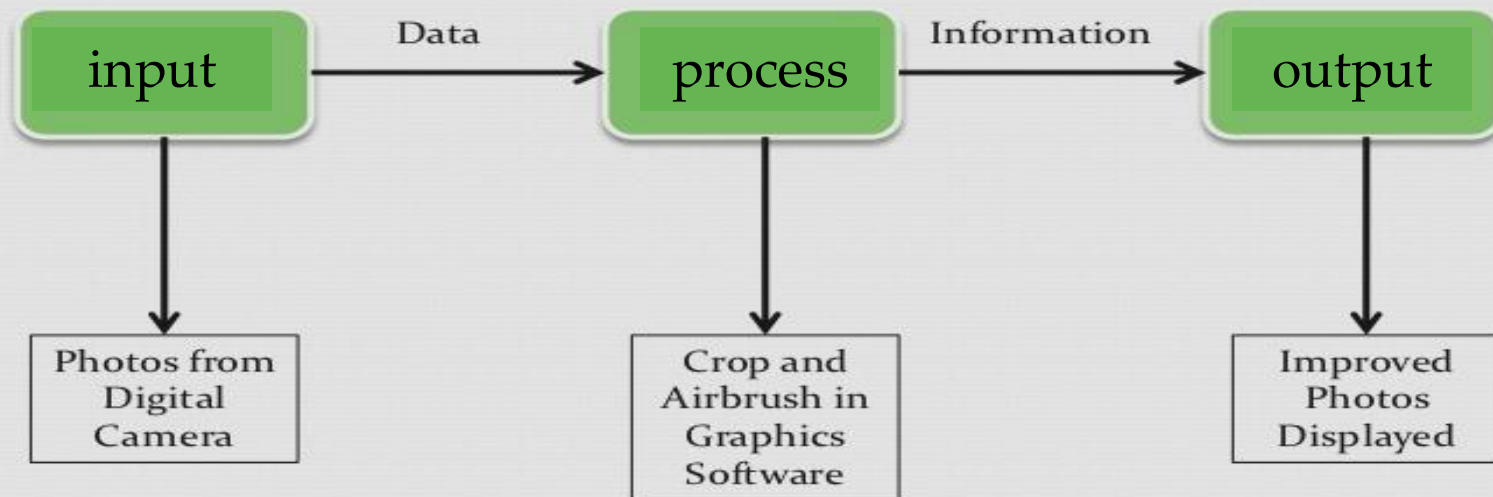 input
Data
process
Information
output
Photos from
Digital
Camera
Crop and
Airbrush in
Graphics
Software
Improved
Photos
Displayed